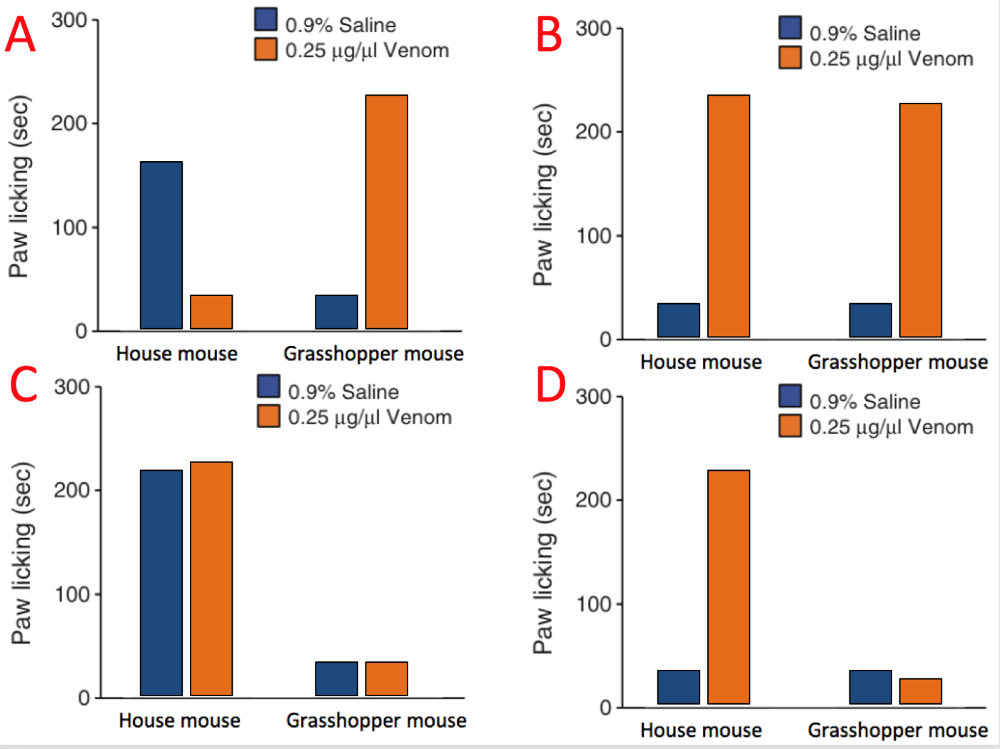 A
300
0.9% Saline
0.25 µg/µl Venom
200
100
0
Paw licking (sec)
House mouse
Grasshopper mouse
B
300
0.9% Saline
0.25 µg/µl Venom
200
100
0
Paw licking (sec)
House mouse
Grasshopper mouse
C
300
0.9% Saline
0.25 µg/µl Venom
200
100
0
Paw licking (sec)
House mouse
Grasshopper mouse
D
300
0.9% Saline
0.25 µg/µl Venom
200
100
0
Paw licking (sec)
House mouse
Grasshopper mouse